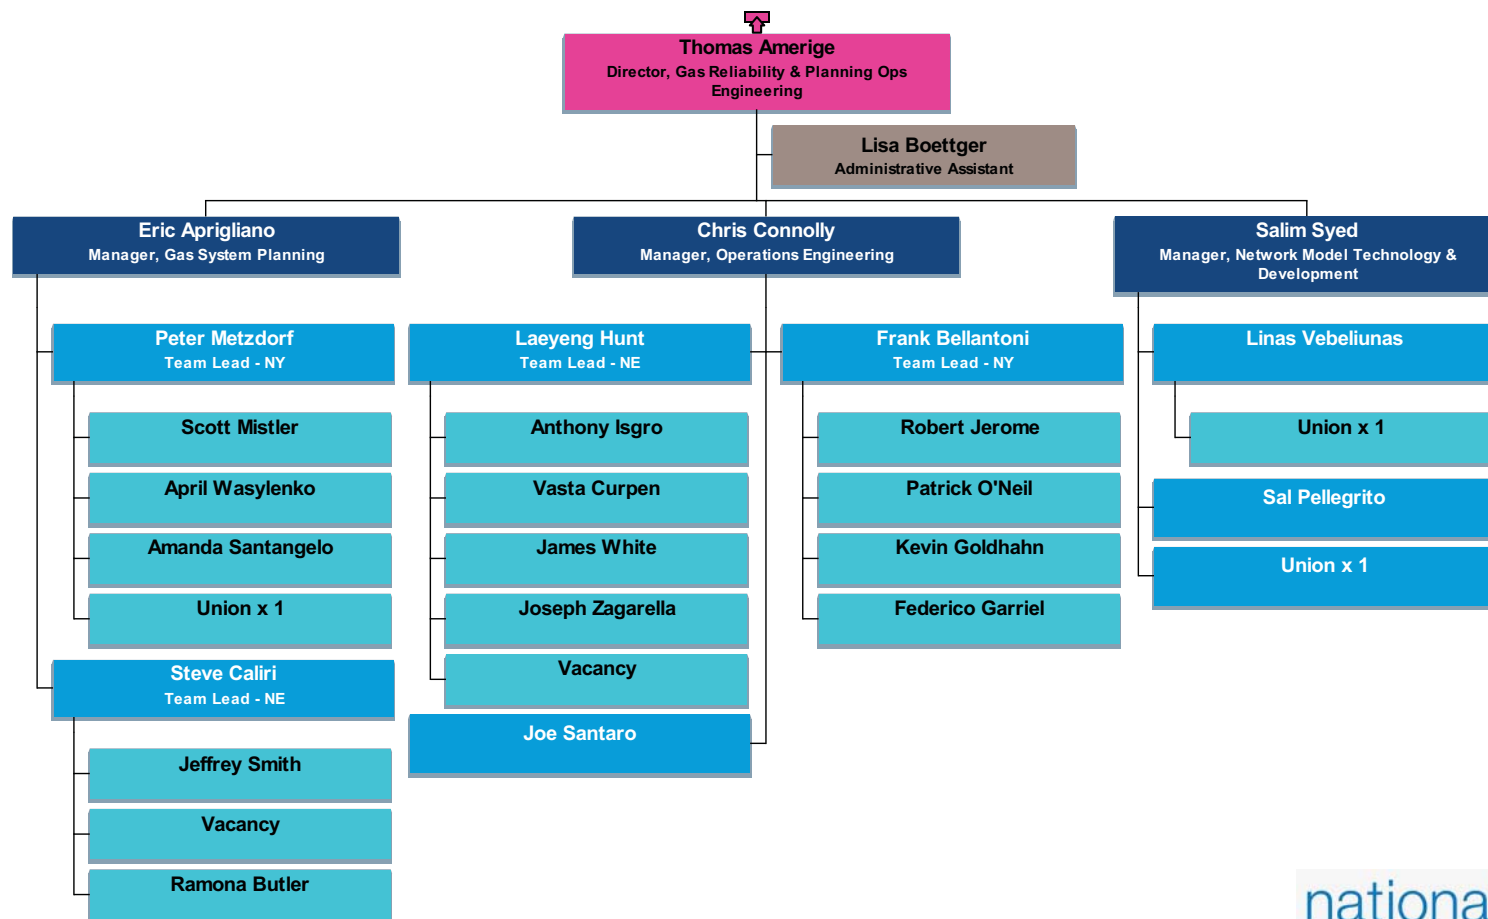 Thomas Amerige
Director, Gas Reliability & Planning Ops
Engineering
Lisa Boettger
Administrative Assistant
Eric Aprigliano
Manager, Gas System Planning
Peter Metzdorf
Team Lead - NY
Scott Mistler
April Wasylenko
Amanda Santangelo
Union x 1
Steve Caliri
Team Lead - NE
Jeffrey Smith
Vacancy
Ramona Butler
Chris Connolly
Manager, Operations Engineering
Laeyeng Hunt
Team Lead - NE
Anthony Isgro
Vasta Curpen
James White
Joseph Zagarella
Vacancy
Joe Santaro
Frank Bellantoni
Team Lead - NY
Robert Jerome
Patrick O'Neil
Kevin Goldhahn
Federico Garriel
Salim Syed
Manager, Network Model Technology &
Development
Linas Vebeliunas
Union x 1
Sal Pellegrito
Union x 1
nationa